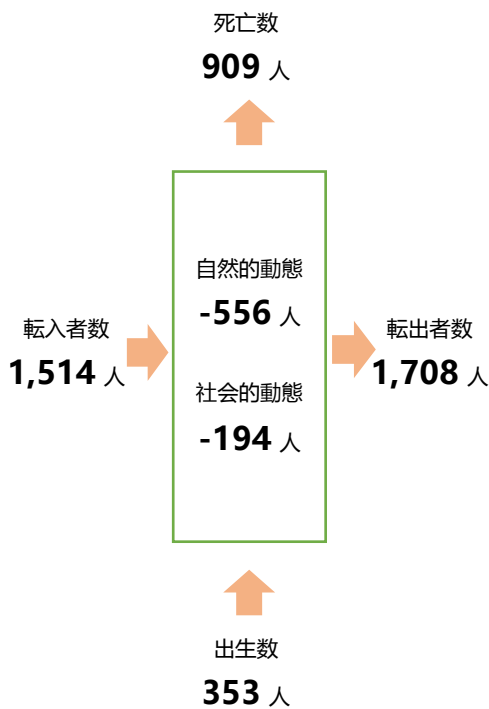 死亡数
909 人
自然的動態
-556 人
転入者数
1,514 人
転出者数
1,708 人
社会的動態
-194 人
出生数
353 人